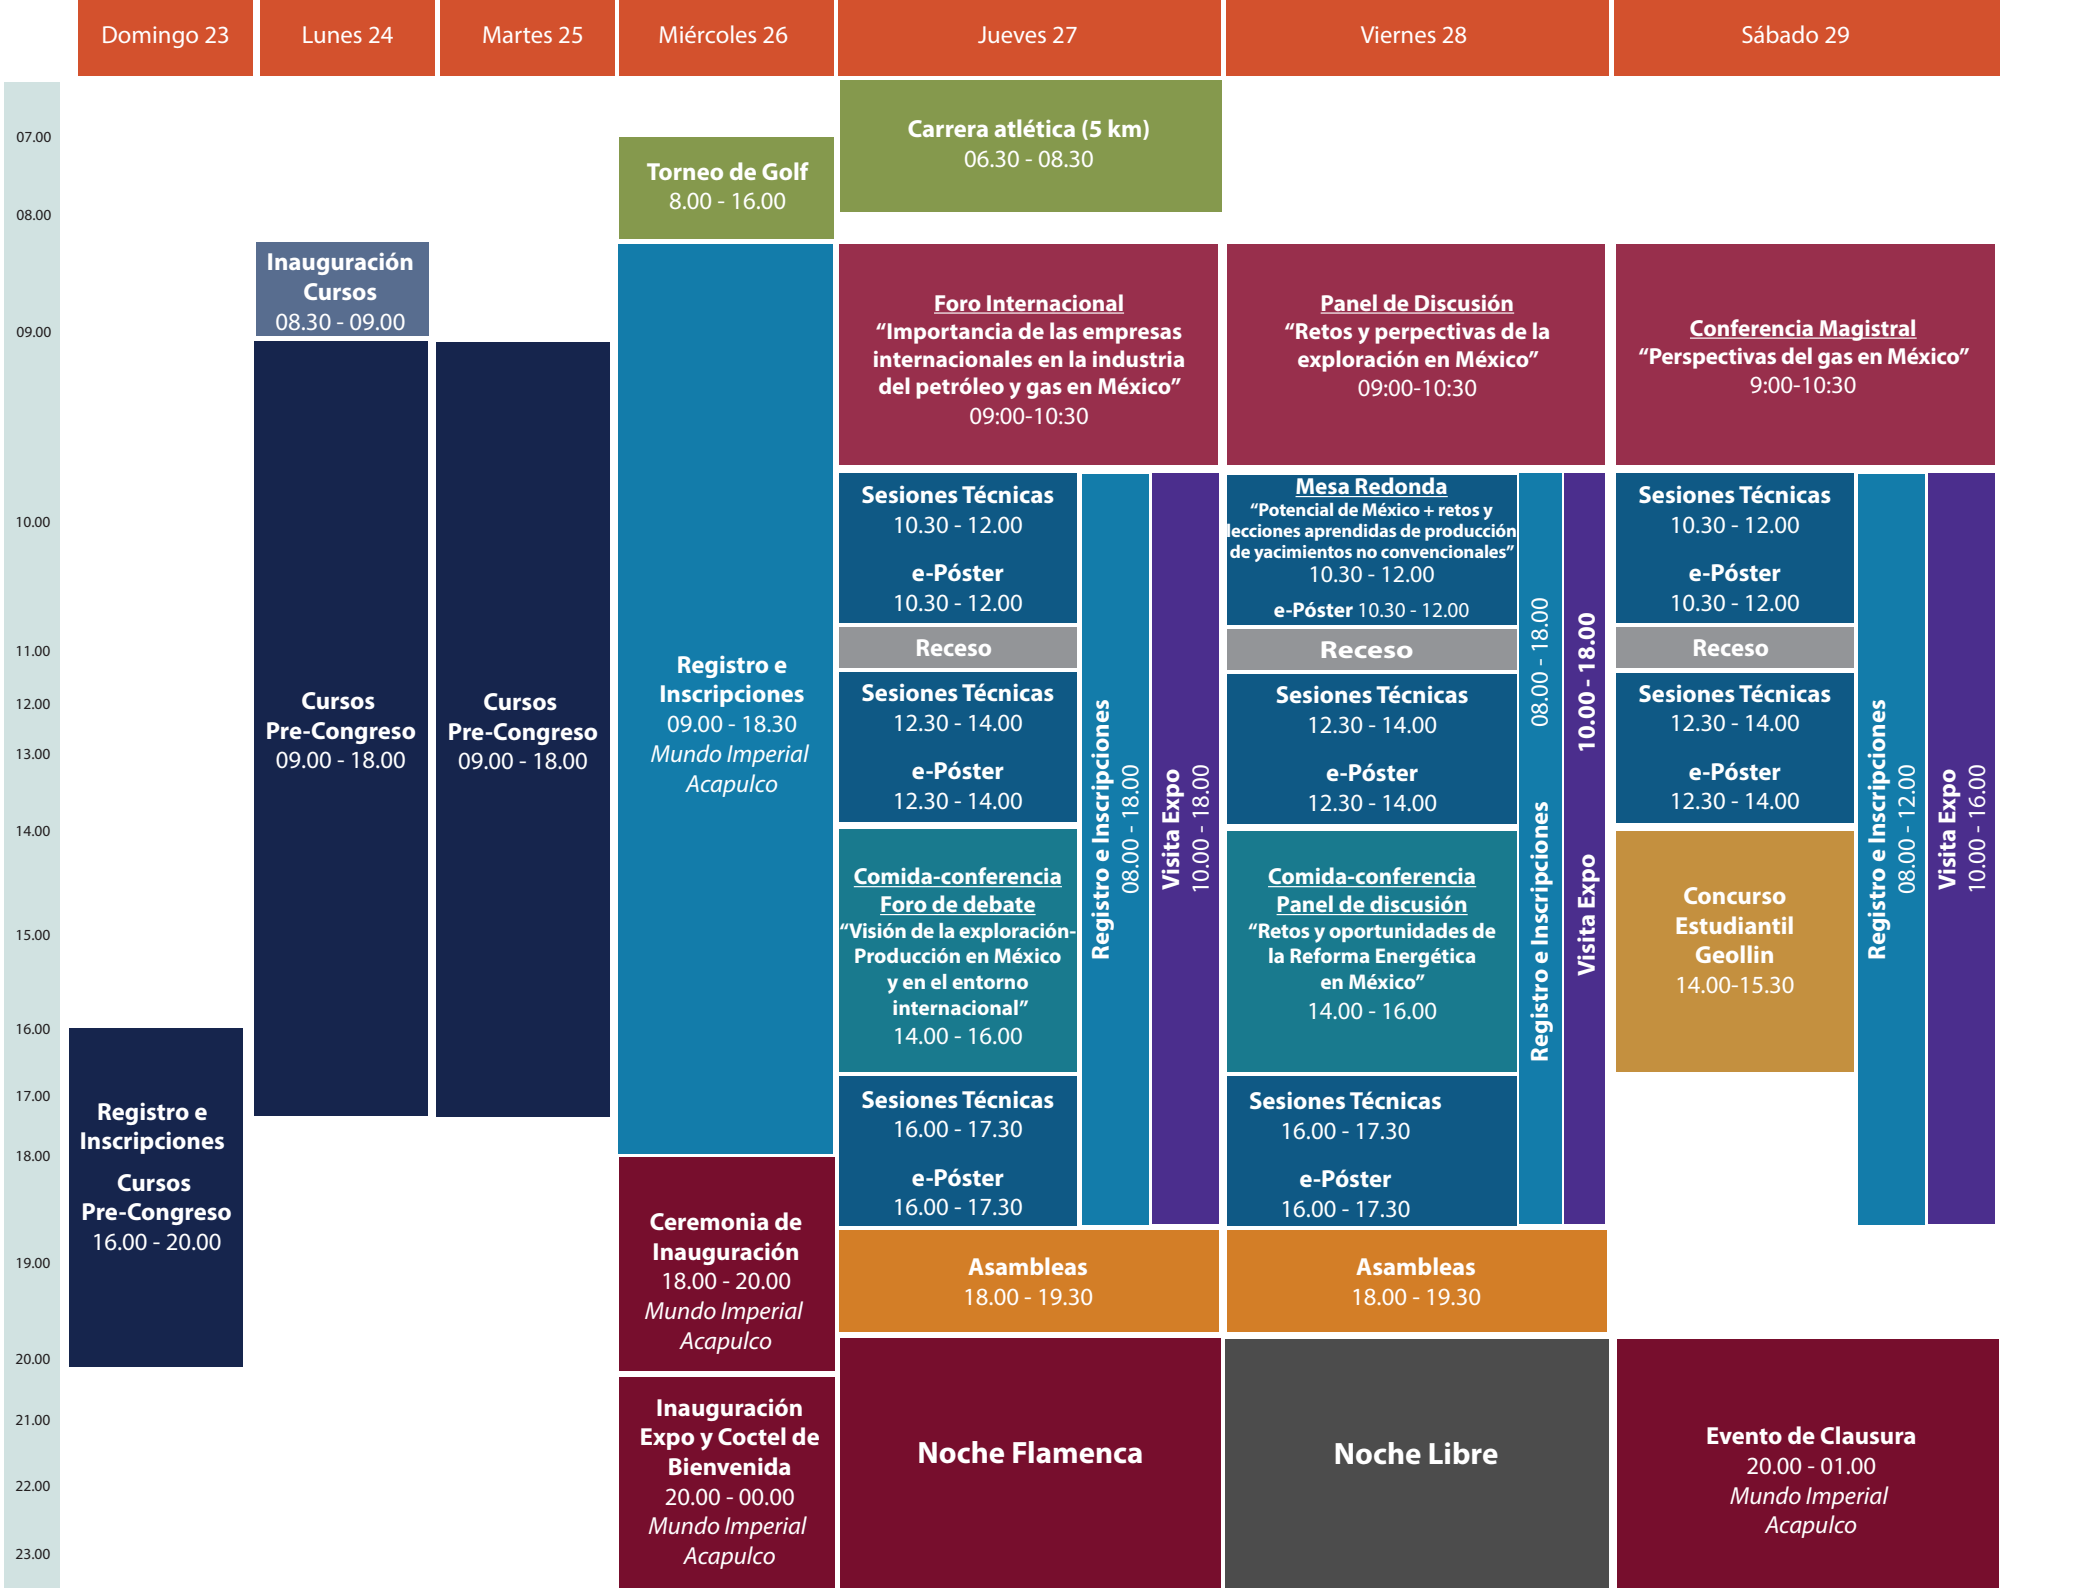 Domingo 23
Lunes 24
Martes 25
Miércoles 26
Jueves 27
Viernes 28
Sábado 29
07.00
08.00
09.00
10.00
11.00
12.00
13.00
14.00
15.00
16.00
17.00
18.00
19.00
20.00
21.00
22.00
23.00
Registro e
Inscripciones
Cursos
Pre-Congreso
16.00 - 20.00
Inauguración
Cursos
08.30 - 09.00
Cursos
Pre-Congreso
09.00 - 18.00
Cursos
Pre-Congreso
09.00 - 18.00
Torneo de Golf
8.00 - 16.00
Registro e
Inscripciones
09.00 - 18.30
Mundo Imperial
Acapulco
Ceremonia de
Inauguración
18.00 - 20.00
Mundo Imperial
Acapulco
Inauguración
Expo y Coctel de
Bienvenida
20.00 - 00.00
Mundo Imperial
Acapulco
Carrera atlética (5 km)
06.30 - 08.30
Foro Internacional
“Importancia de las empresas
internacionales en la industria
del petróleo y gas en México”
09:00-10:30
Sesiones Técnicas
10.30 - 12.00
e-Póster
10.30 - 12.00
Receso
Sesiones Técnicas
12.30 - 14.00
e-Póster
12.30 - 14.00
Comida-conferencia
Foro de debate
“Visión de la exploración-
Producción en México
y en el entorno
internacional”
14.00 - 16.00
Sesiones Técnicas
16.00 - 17.30
e-Póster
16.00 - 17.30
Registro e Inscripciones
08.00 - 18.00
Visita Expo
10.00 - 18.00
Asambleas
18.00 - 19.30
Noche Flamenca
Panel de Discusión
“Retos y perpectivas de la
exploración en México”
09:00-10:30
Mesa Redonda
“Potencial de México + retos y
lecciones aprendidas de producción
de yacimientos no convencionales”
10.30 - 12.00
e-Póster 10.30 - 12.00
Receso
Sesiones Técnicas
12.30 - 14.00
e-Póster
12.30 - 14.00
Comida-conferencia
Panel de discusión
“Retos y oportunidades de
la Reforma Energética
en México”
14.00 - 16.00
Sesiones Técnicas
16.00 - 17.30
e-Póster
16.00 - 17.30
Registro e Inscripciones 08.00 - 18.00
Visita Expo 10.00 - 18.00
Asambleas
18.00 - 19.30
Noche Libre
Conferencia Magistral
“Perspectivas del gas en México”
9:00-10:30
Sesiones Técnicas
10.30 - 12.00
e-Póster
10.30 - 12.00
Receso
Sesiones Técnicas
12.30 - 14.00
e-Póster
12.30 - 14.00
Concurso
Estudiantil
Geollin
14.00-15.30
Registro e Inscripciones
08.00 - 12.00
Visita Expo
10.00 - 16.00
Evento de Clausura
20.00 - 01.00
Mundo Imperial
Acapulco